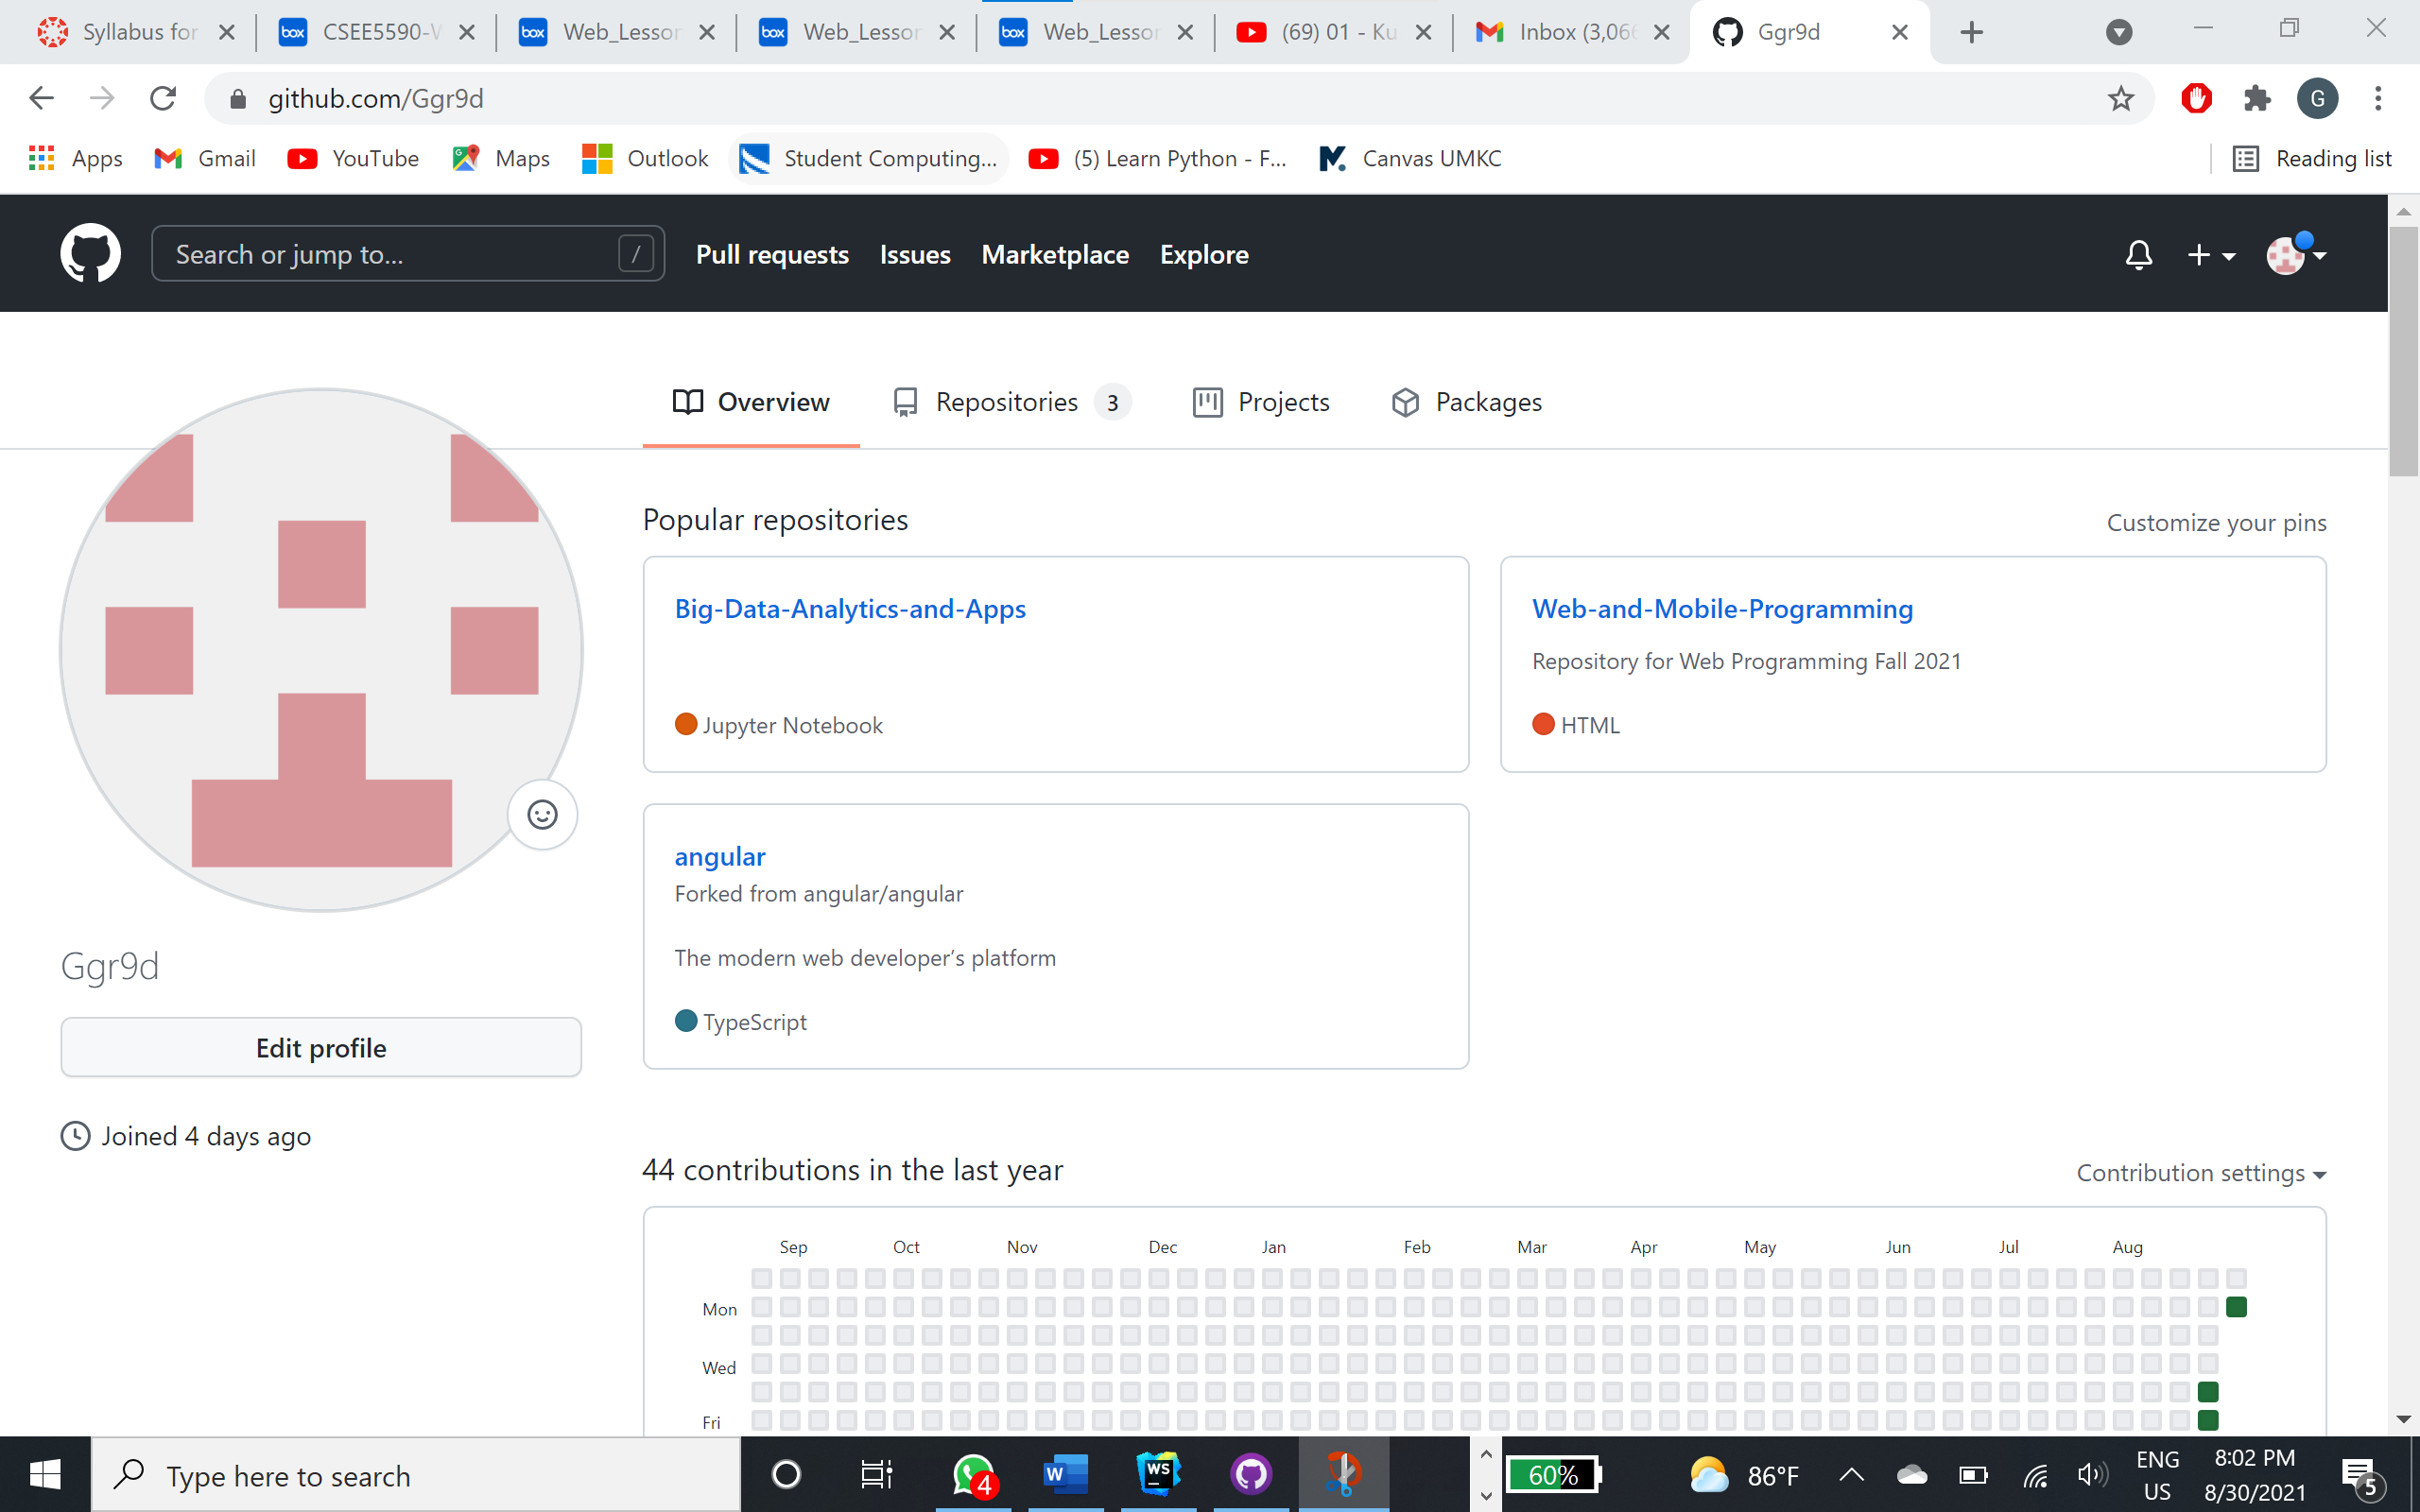 Syllabus for
CSEE5590-W
Web_Lesson
Web_Lesson
Web_Lesson
(69) 01 - Ku
Inbox (3,066
Ggr9d
github.com/Ggr9d
G
Apps
Gmail
YouTube
Maps
Outlook
Student Computing...
(5) Learn Python - F...
Canvas UMKC
Reading list
Search or jump to...
/
Pull requests
Issues
Marketplace
Explore
Overview
Repositories 3
Projects
Packages
Popular repositories
Customize your pins
Big-Data-Analytics-and-Apps
Jupyter Notebook
Web-and-Mobile-Programming
Repository for Web Programming Fall 2021
HTML
angular
Forked from angular/angular
The modern web developer's platform
TypeScript
Ggr9d
Edit profile
Joined 4 days ago
44 contributions in the last year
Contribution settings
Sep Oct Nov Dec Jan Feb Mar Apr May Jun Jul Aug
Mon
Wed
Fri
Type here to search
4
W
WS
60%
86°F
ENG
US
8:02 PM
8/30/2021
5